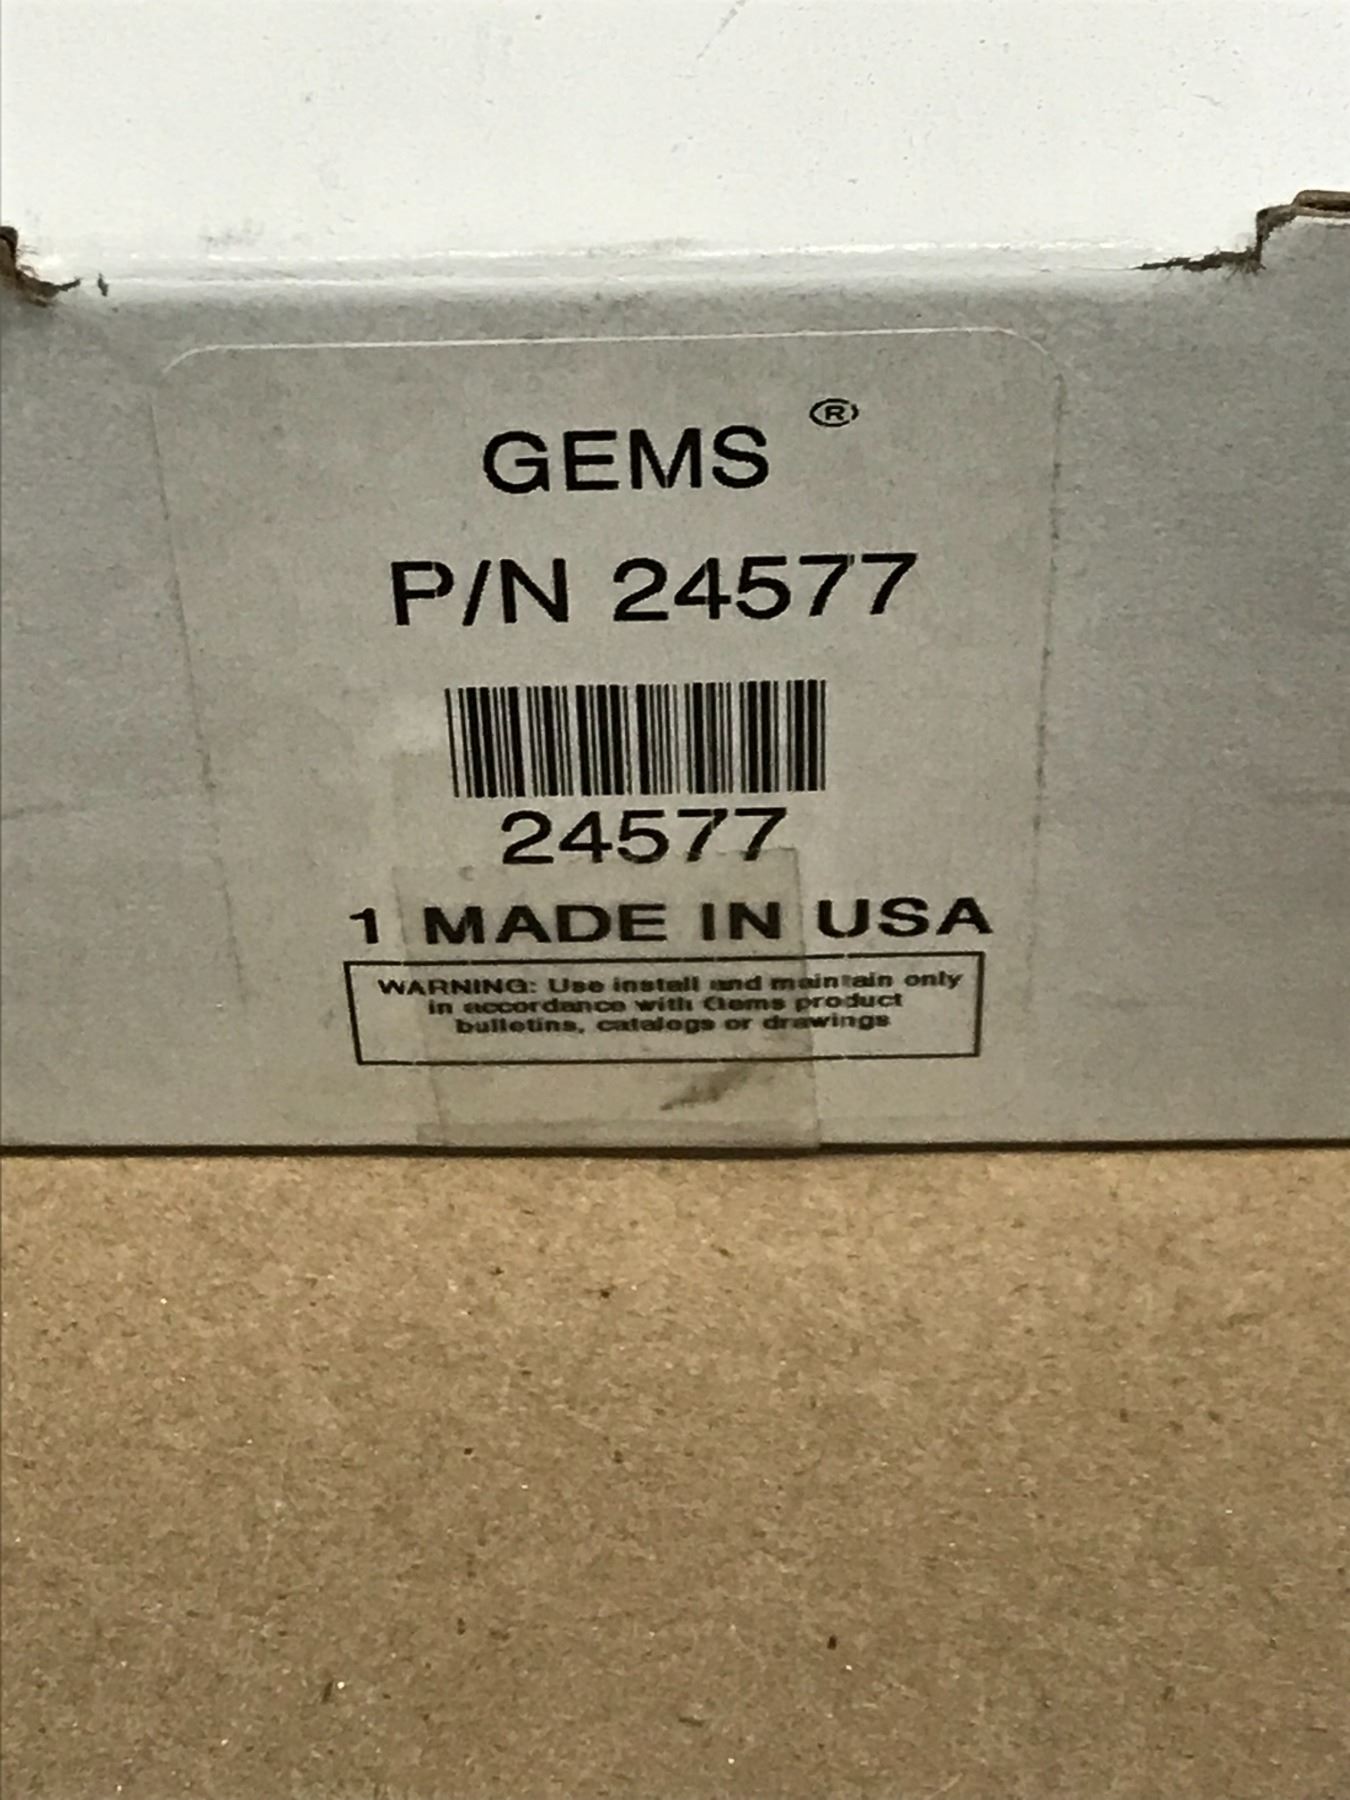 GEMS ®
P/N 24577
24577
1 MADE IN USA
WARNING: Use install and maintain only
in accordance with Gems product
bulletins, catalogs or drawings